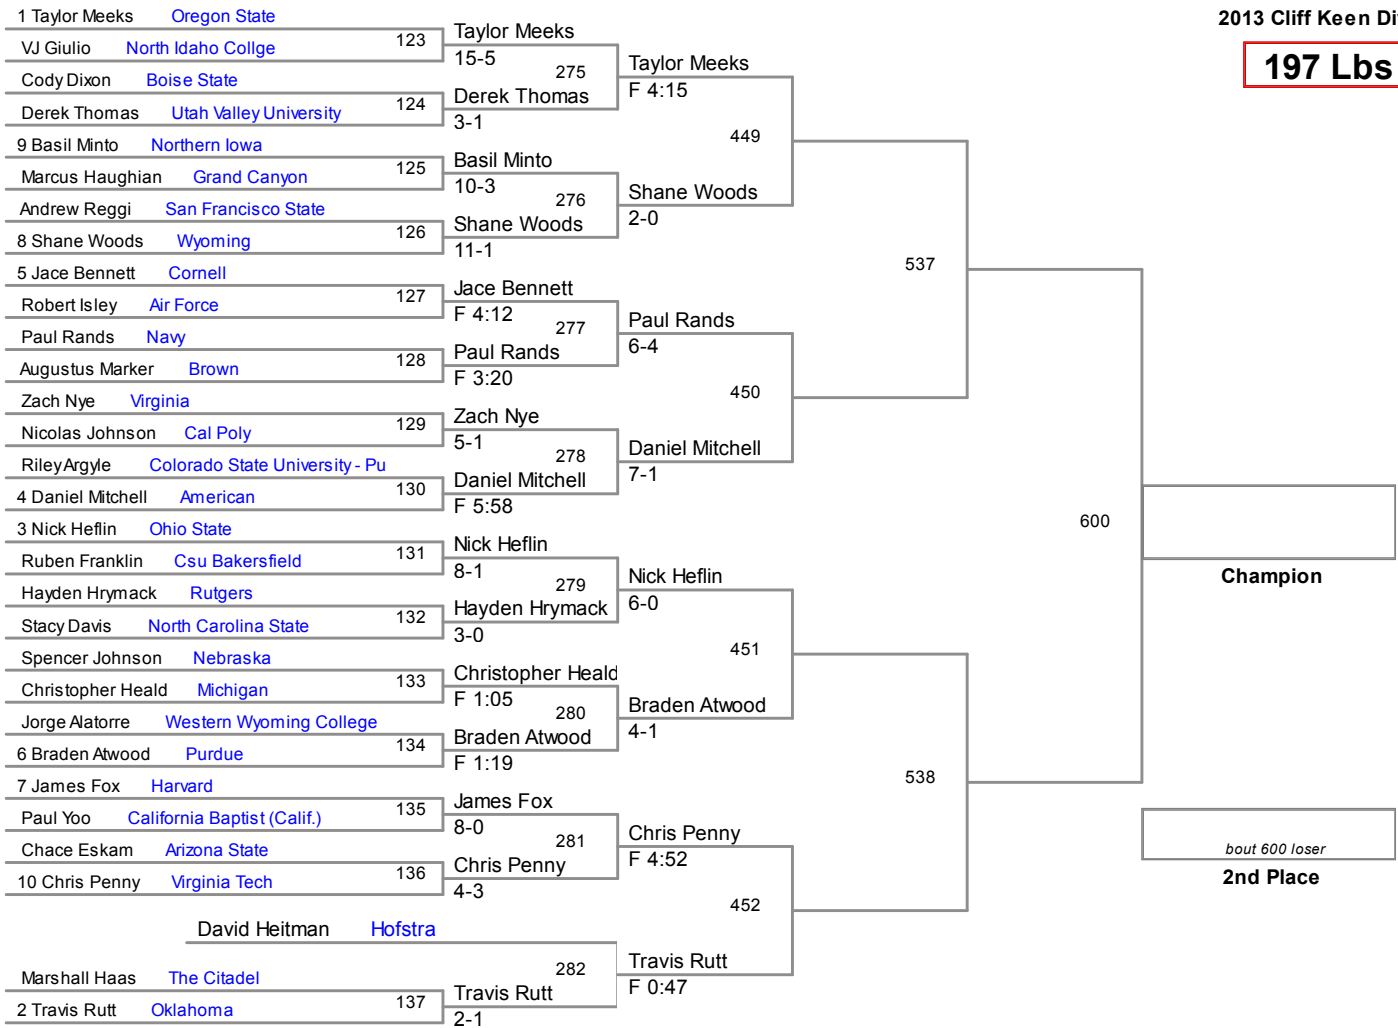 2013 Cliff Keen Di
197 Lbs
1 Taylor Meeks Oregon State
VJ Giulio North Idaho Collge
123
Cody Dixon Boise State
Derek Thomas Utah Valley University
124
9 Basil Minto Northern Iowa
Marcus Haughian Grand Canyon
125
Andrew Reggi San Francisco State
8 Shane Woods Wyoming
126
5 Jace Bennett Cornell
Robert Isley Air Force
127
Paul Rands Navy
Augustus Marker Brown
128
Zach Nye Virginia
Nicolas Johnson Cal Poly
129
Riley Argyle Colorado State University - Pu
4 Daniel Mitchell American
130
3 Nick Heflin Ohio State
Ruben Franklin Csu Bakersfield
131
Hayden Hrymack Rutgers
Stacy Davis North Carolina State
132
Spencer Johnson Nebraska
Christopher Heald Michigan
133
Jorge Alatorre Western Wyoming College
6 Braden Atwood Purdue
134
7 James Fox Harvard
Paul Yoo California Baptist (Calif.)
135
Chace Eskam Arizona State
10 Chris Penny Virginia Tech
136
David Heitman Hofstra
Marshall Haas The Citadel
2 Travis Rutt Oklahoma
137
Taylor Meeks
15-5
275
Derek Thomas
3-1
Basil Minto
10-3
276
Shane Woods
11-1
Jace Bennett
F 4:12
277
Paul Rands
F 3:20
Zach Nye
5-1
278
Daniel Mitchell
F 5:58
Nick Heflin
8-1
279
Hayden Hrymack
3-0
Christopher Heald
F 1:05
280
Braden Atwood
F 1:19
James Fox
8-0
281
Chris Penny
4-3
282
Travis Rutt
2-1
Taylor Meeks
F 4:15
449
Shane Woods
2-0
Paul Rands
6-4
450
Daniel Mitchell
7-1
Nick Heflin
6-0
451
Braden Atwood
4-1
Chris Penny
F 4:52
452
Travis Rutt
F 0:47
537
538
600
Champion
bout 600 loser
2nd Place